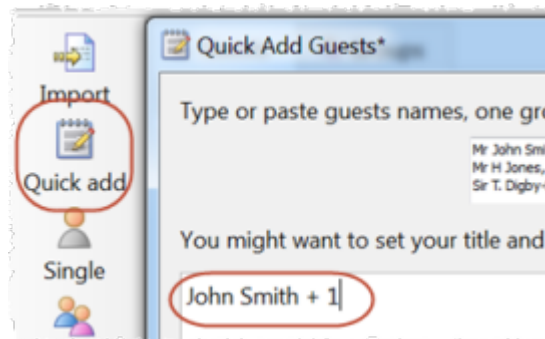 Import
Quick add
Single
Quick Add Guests*
Type or paste guests names, one gr
Mr John Smi
Mr H Jones,
Sir T. Digby-
You might want to set your title and
John Smith + 1